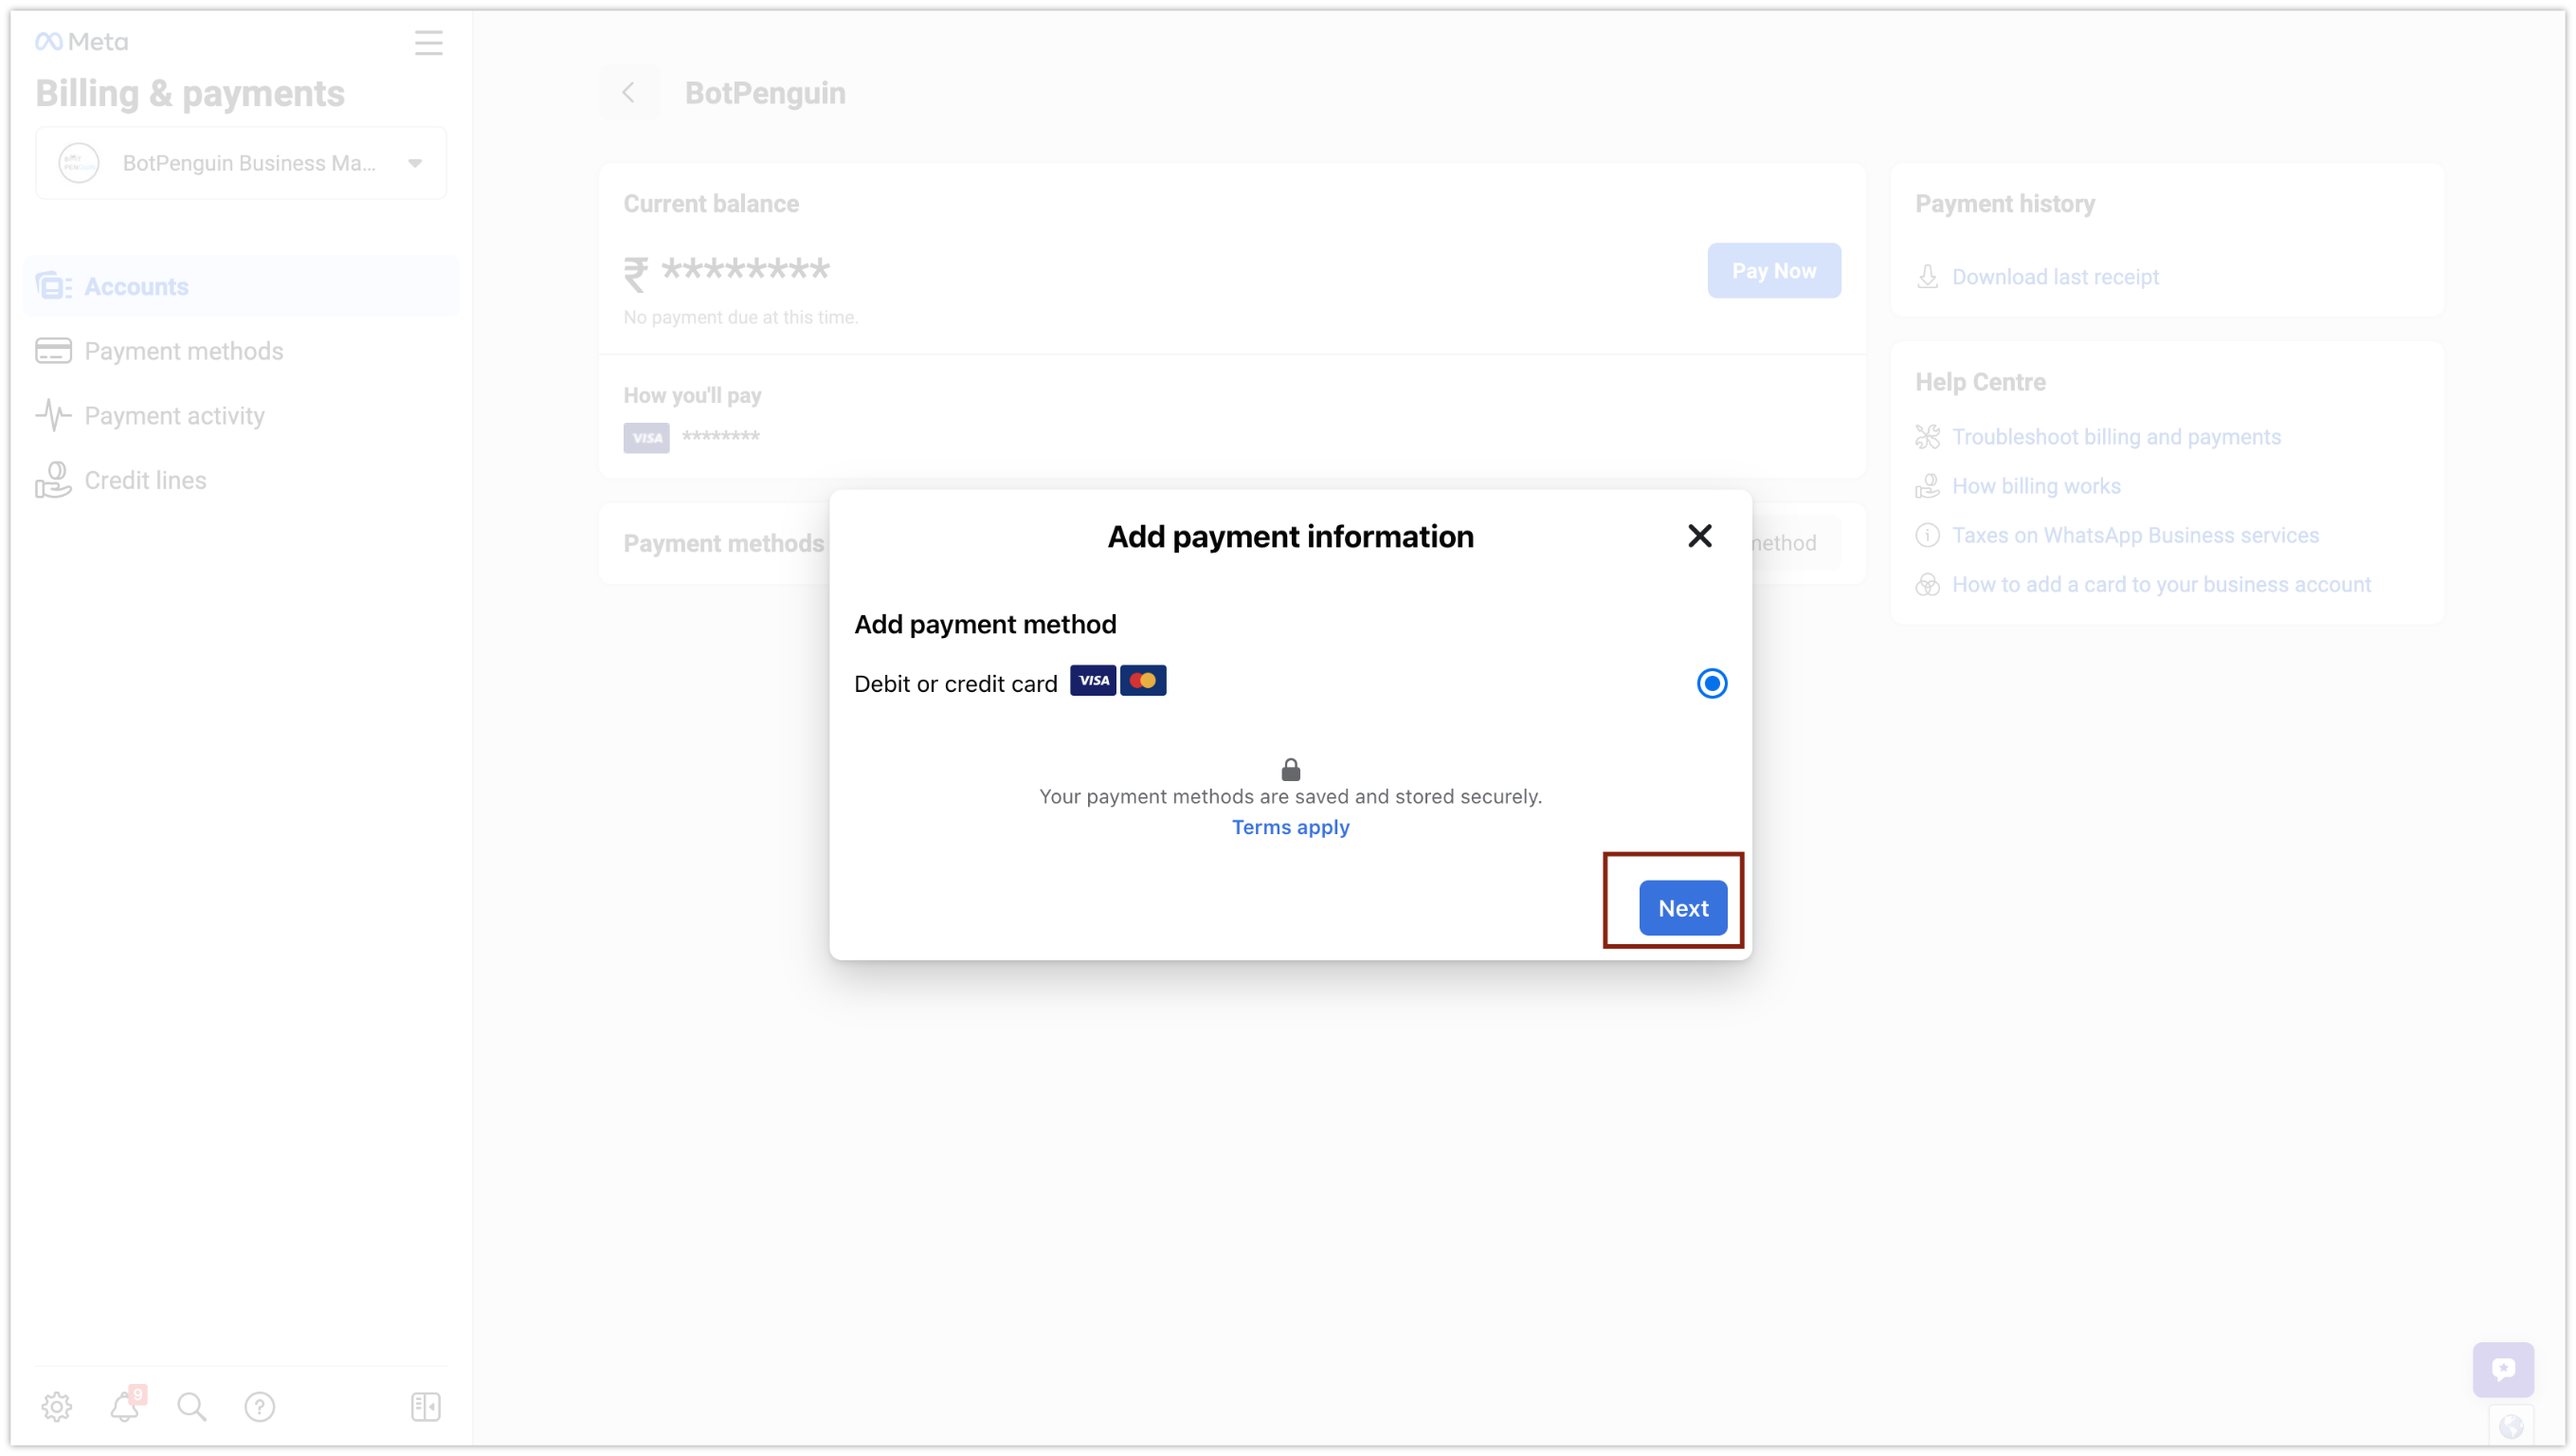 Meta
Billing & payments
BotPenguin Business Ma...
Accounts
Payment methods
Payment activity
Credit lines
9
BotPenguin
Current balance
₹ ********
No payment due at this time.
Pay Now
How you'll pay
VISA ********
Payment methods
method
Payment history
Download last receipt
Help Centre
Troubleshoot billing and payments
How billing works
Taxes on WhatsApp Business services
How to add a card to your business account
Add payment information
Add payment method
Debit or credit card VISA
Your payment methods are saved and stored securely.
Terms apply
Next